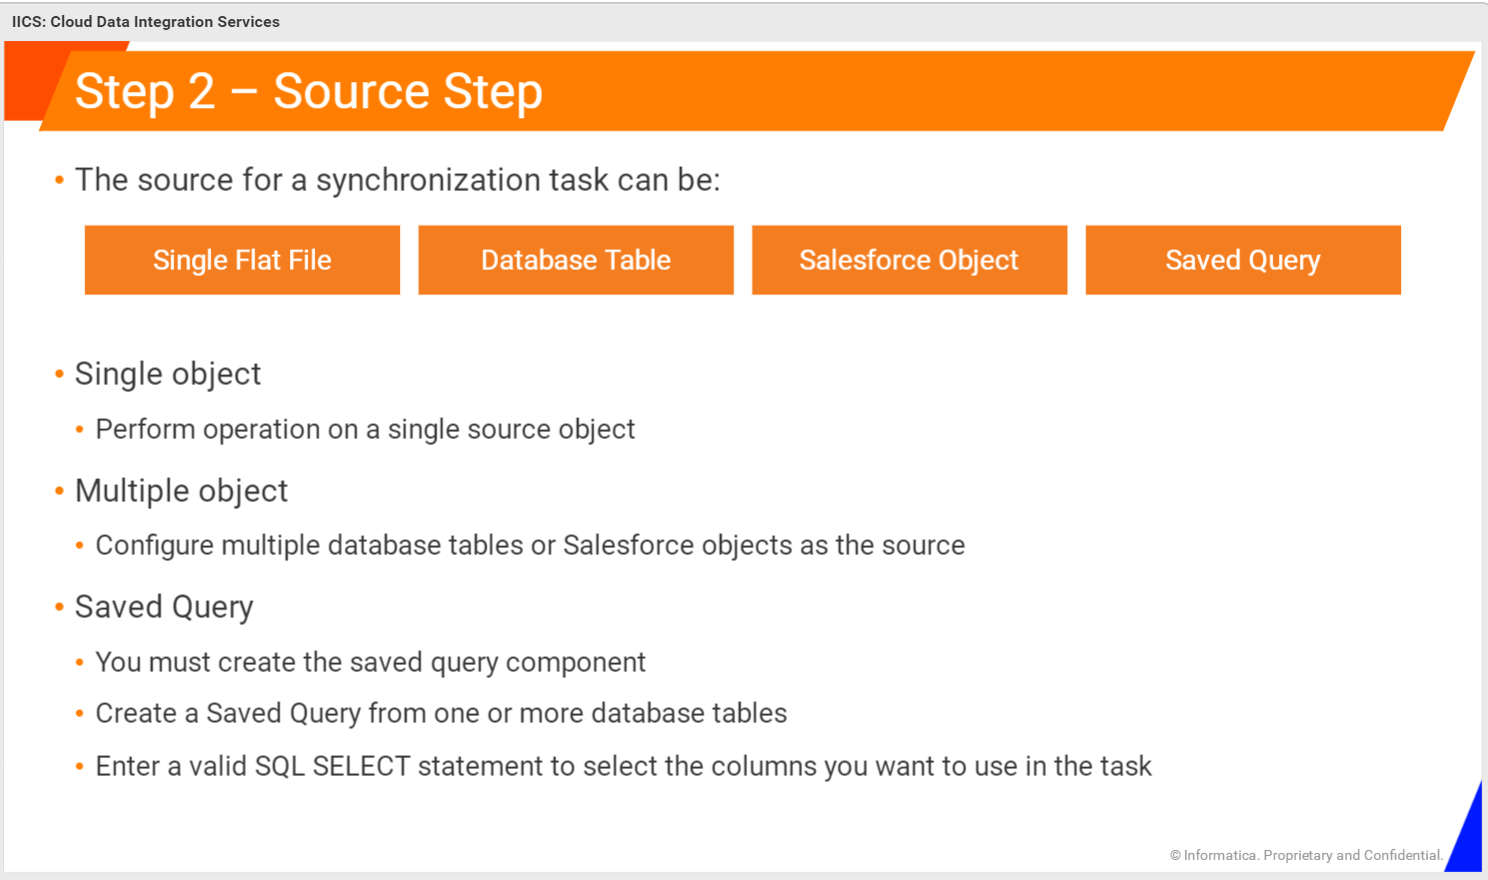 IICS: Cloud Data Integration Services
Step 2 – Source Step
• The source for a synchronization task can be:
Single Flat File
Database Table
Salesforce Object
Saved Query
• Single object
• Perform operation on a single source object
• Multiple object
• Configure multiple database tables or Salesforce objects as the source
• Saved Query
• You must create the saved query component
• Create a Saved Query from one or more database tables
• Enter a valid SQL SELECT statement to select the columns you want to use in the task
© Informatica. Proprietary and Confidential.